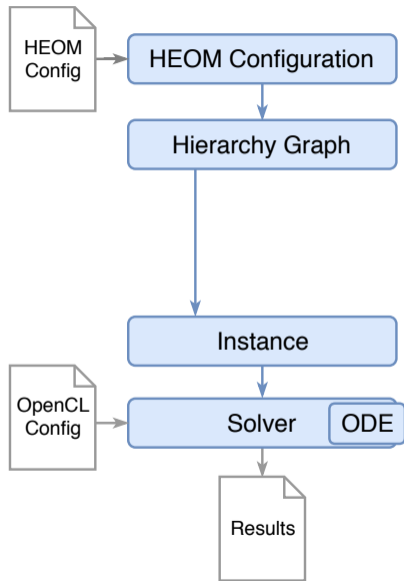 HEOM
Config
HEOM Configuration
Hierarchy Graph
Instance
OpenCL
Config
Solver
ODE
Results